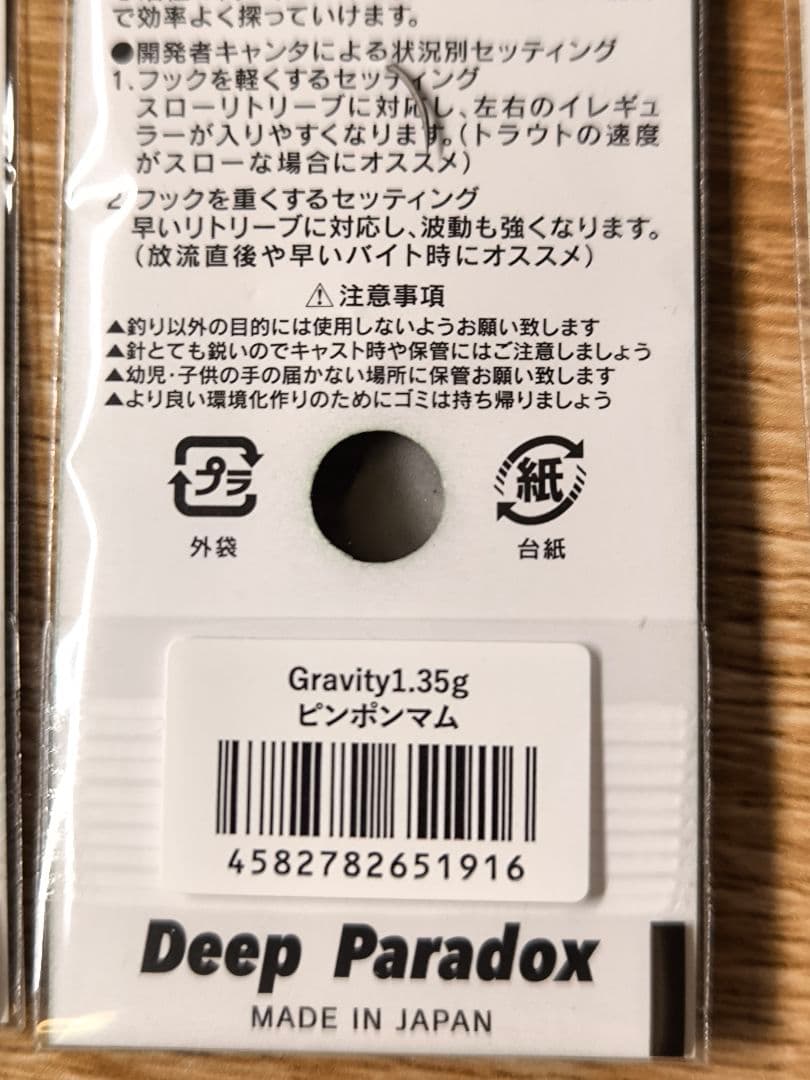 で効率よく探っていけます。
●開発者キャンタによる状況別セッティング
1.フックを軽くするセッティング
スローリトリーブに対応し、左右のイレギュ
ラーが入りやすくなります。(トラウトの速度
がスローな場合にオススメ)
2.フックを重くするセッティング
早いリトリーブに対応し、波動も強くなります。
(放流直後や早いバイト時にオススメ)
⚠注意事項
▲釣り以外の目的には使用しないようお願い致します
▲針とても鋭いのでキャスト時や保管にはご注意しましょう
▲幼児・子供の手の届かない場所に保管お願い致します
▲より良い環境化作りのためにゴミは持ち帰りましょう
プラ
外袋
紙
台紙
Gravity1.35g
ピンポンマム
4582782651916
Deep Paradox
MADE IN JAPAN